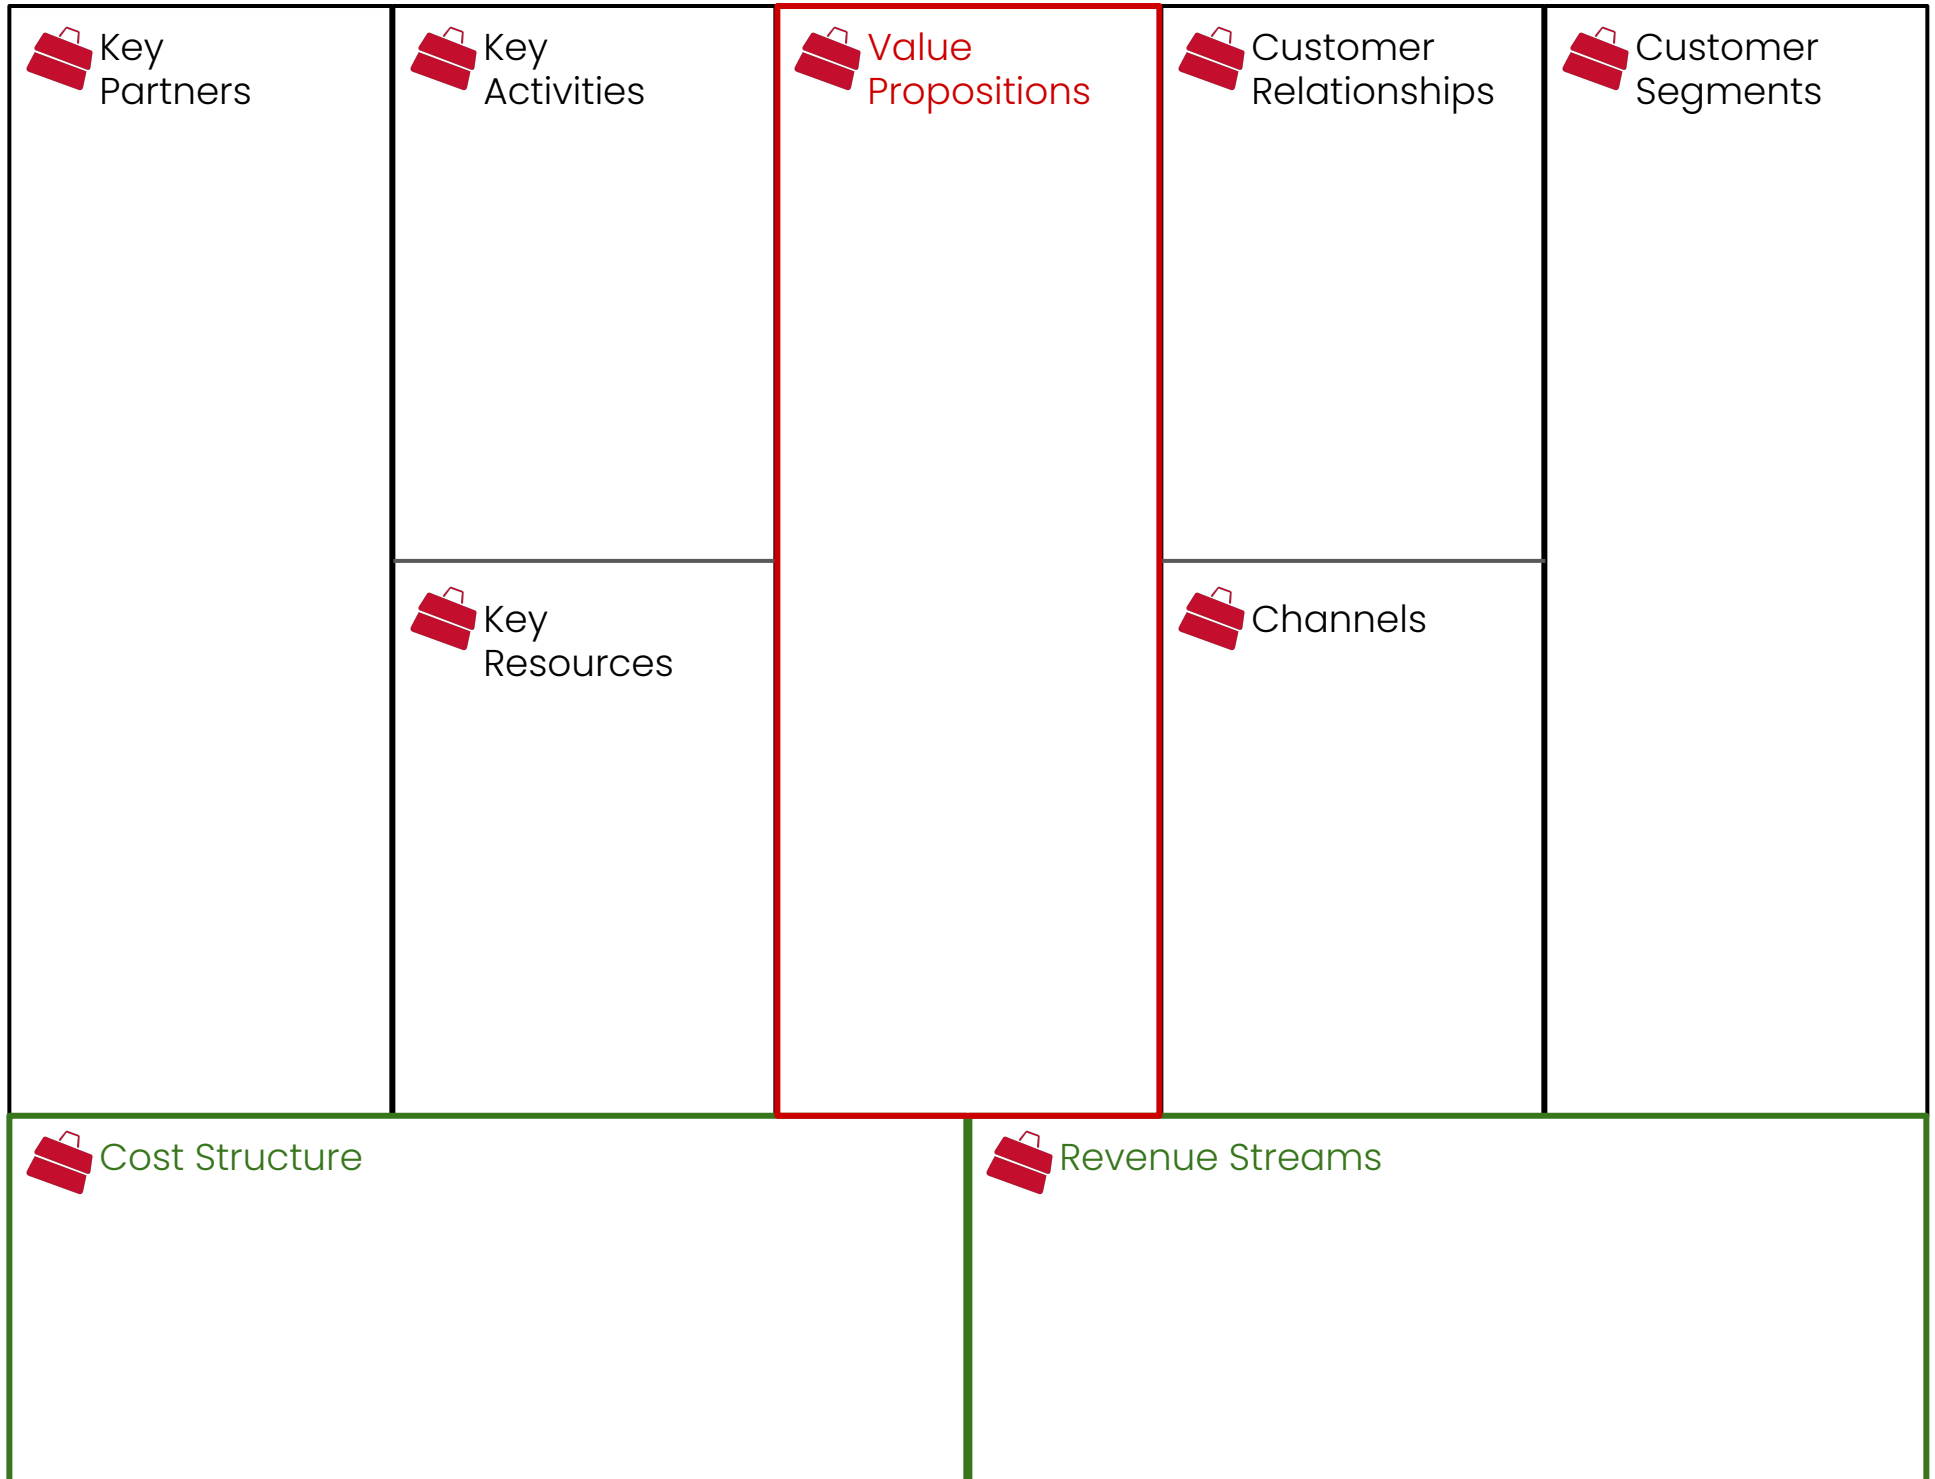 Key
Partners
Key
Activities
Key
Resources
Value
Propositions
Customer
Relationships
Channels
Customer
Segments
Cost Structure
Revenue Streams